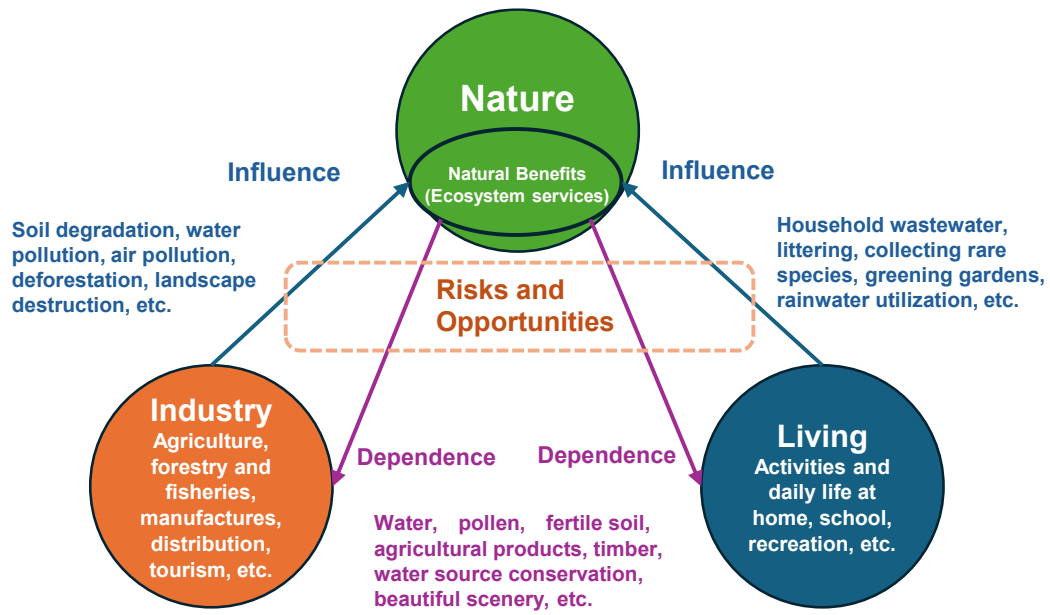 Nature
Natural Benefits
(Ecosystem services)
Influence
Influence
Soil degradation, water
pollution, air pollution,
deforestation, landscape
destruction, etc.
Household wastewater,
littering, collecting rare
species, greening gardens,
rainwater utilization, etc.
Risks and
Opportunities
Industry
Agriculture,
forestry and
fisheries,
manufactures,
distribution,
tourism, etc.
Dependence
Dependence
Water, pollen, fertile soil,
agricultural products, timber,
water source conservation,
beautiful scenery, etc.
Living
Activities and
daily life at
home, school,
recreation, etc.